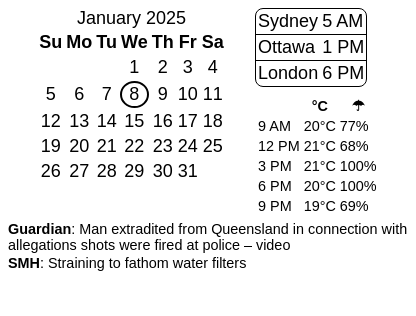 January 2025
Su Mo Tu We Th Fr Sa
1 2 3 4
5 6 7 8 9 10 11
12 13 14 15 16 17 18
19 20 21 22 23 24 25
26 27 28 29 30 31
Sydney 5 AM
Ottawa 1 PM
London 6 PM
°C ☂
9 AM 20°C 77%
12 PM 21°C 68%
3 PM 21°C 100%
6 PM 20°C 100%
9 PM 19°C 69%
Guardian: Man extradited from Queensland in connection with
allegations shots were fired at police – video
SMH: Straining to fathom water filters